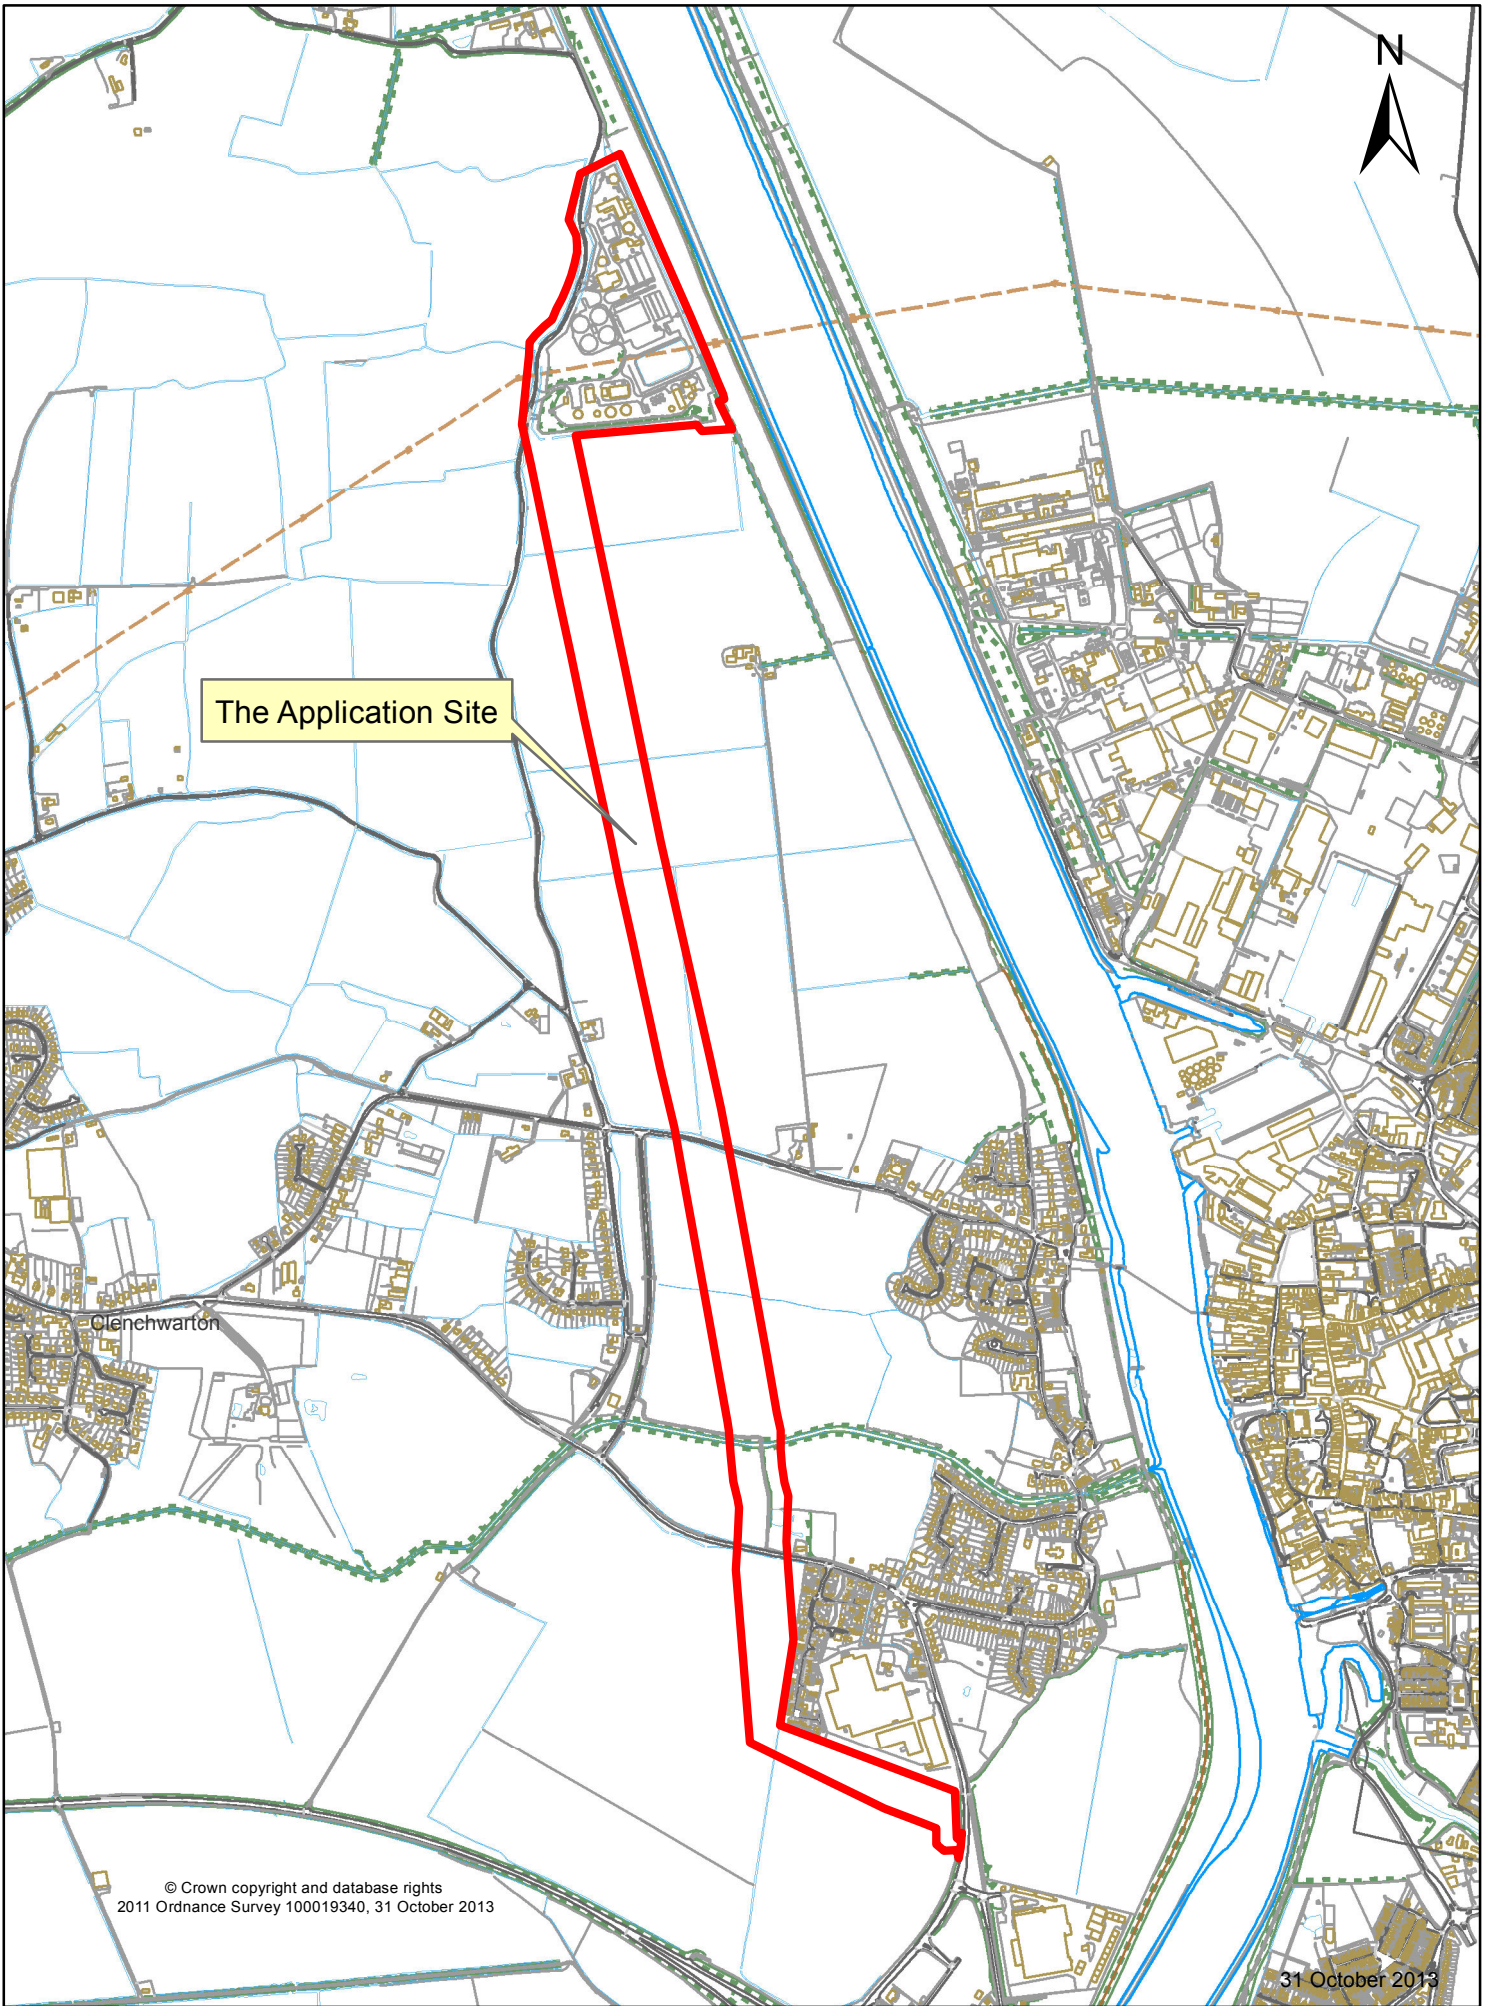 N
The Application Site
Clenchwarton
© Crown copyright and database rights
2011 Ordnance Survey 100019340, 31 October 2013
31 October 2013